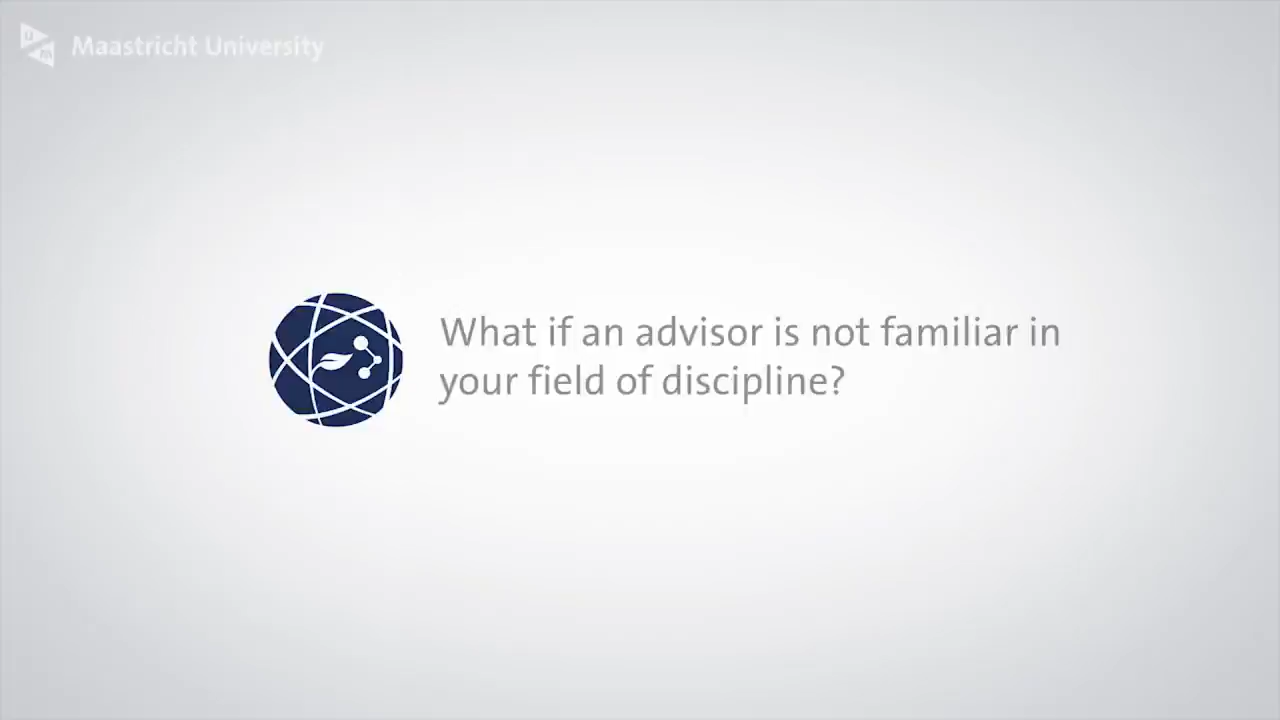 Maastricht University
What if an advisor is not familiar in
your field of discipline?